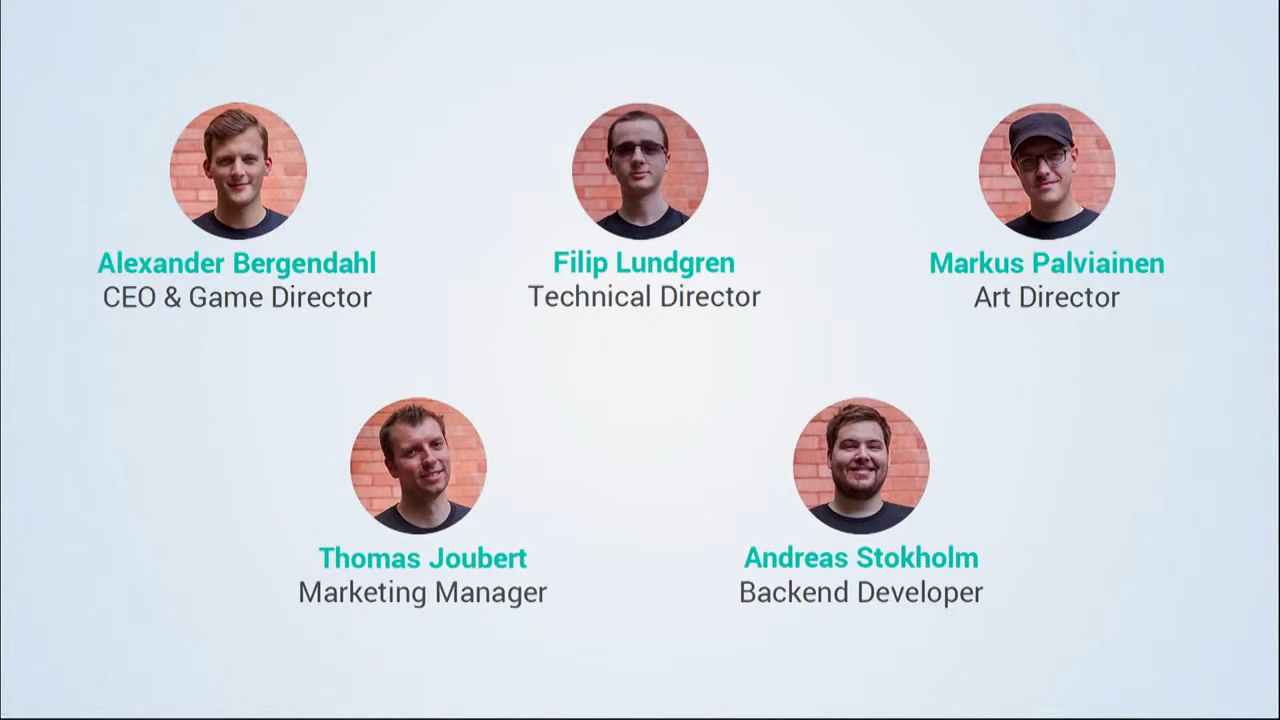 Alexander Bergendahl
CEO & Game Director
Filip Lundgren
Technical Director
Markus Palviainen
Art Director
Thomas Joubert
Marketing Manager
Andreas Stokholm
Backend Developer